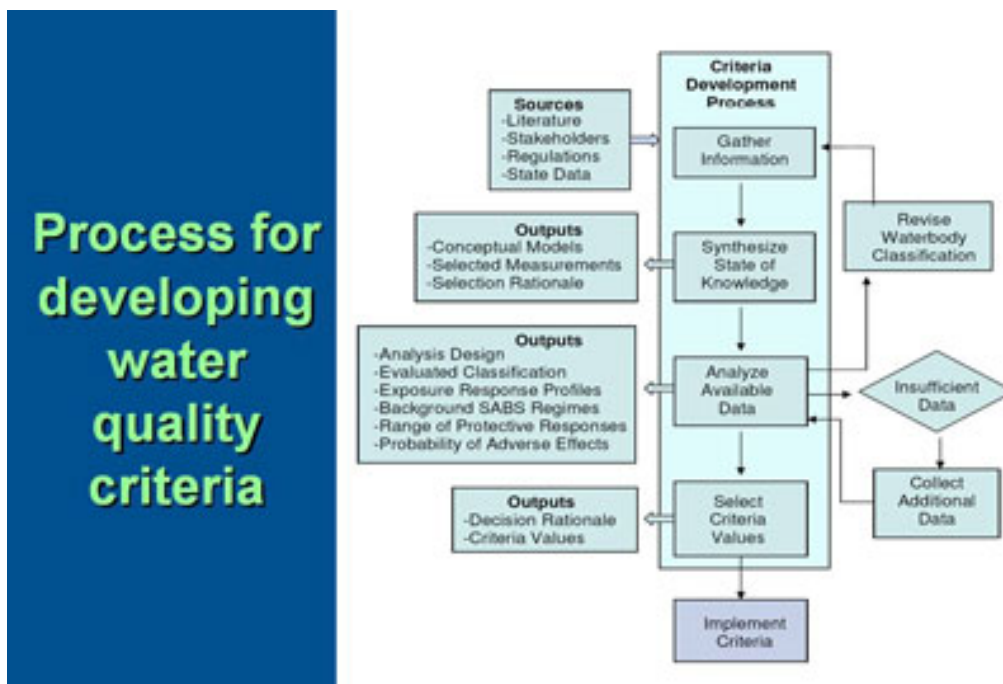 Process for
developing
water
quality
criteria
Criteria
Development
Process
Sources
-Literature
-Stakeholders
-Regulations
-State Data
Gather
Information
Outputs
-Conceptual Models
-Selected Measurements
-Selection Rationale
Synthesize
State of
Knowledge
Revise
Waterbody
Classification
Outputs
-Analysis Design
-Evaluated Classification
-Exposure Response Profiles
-Background SABS Regimes
-Range of Protective Responses
-Probability of Adverse Effects
Analyze
Available
Data
Insufficient
Data
Collect
Additional
Data
Outputs
-Decision Rationale
-Criteria Values
Select
Criteria
Values
Implement
Criteria